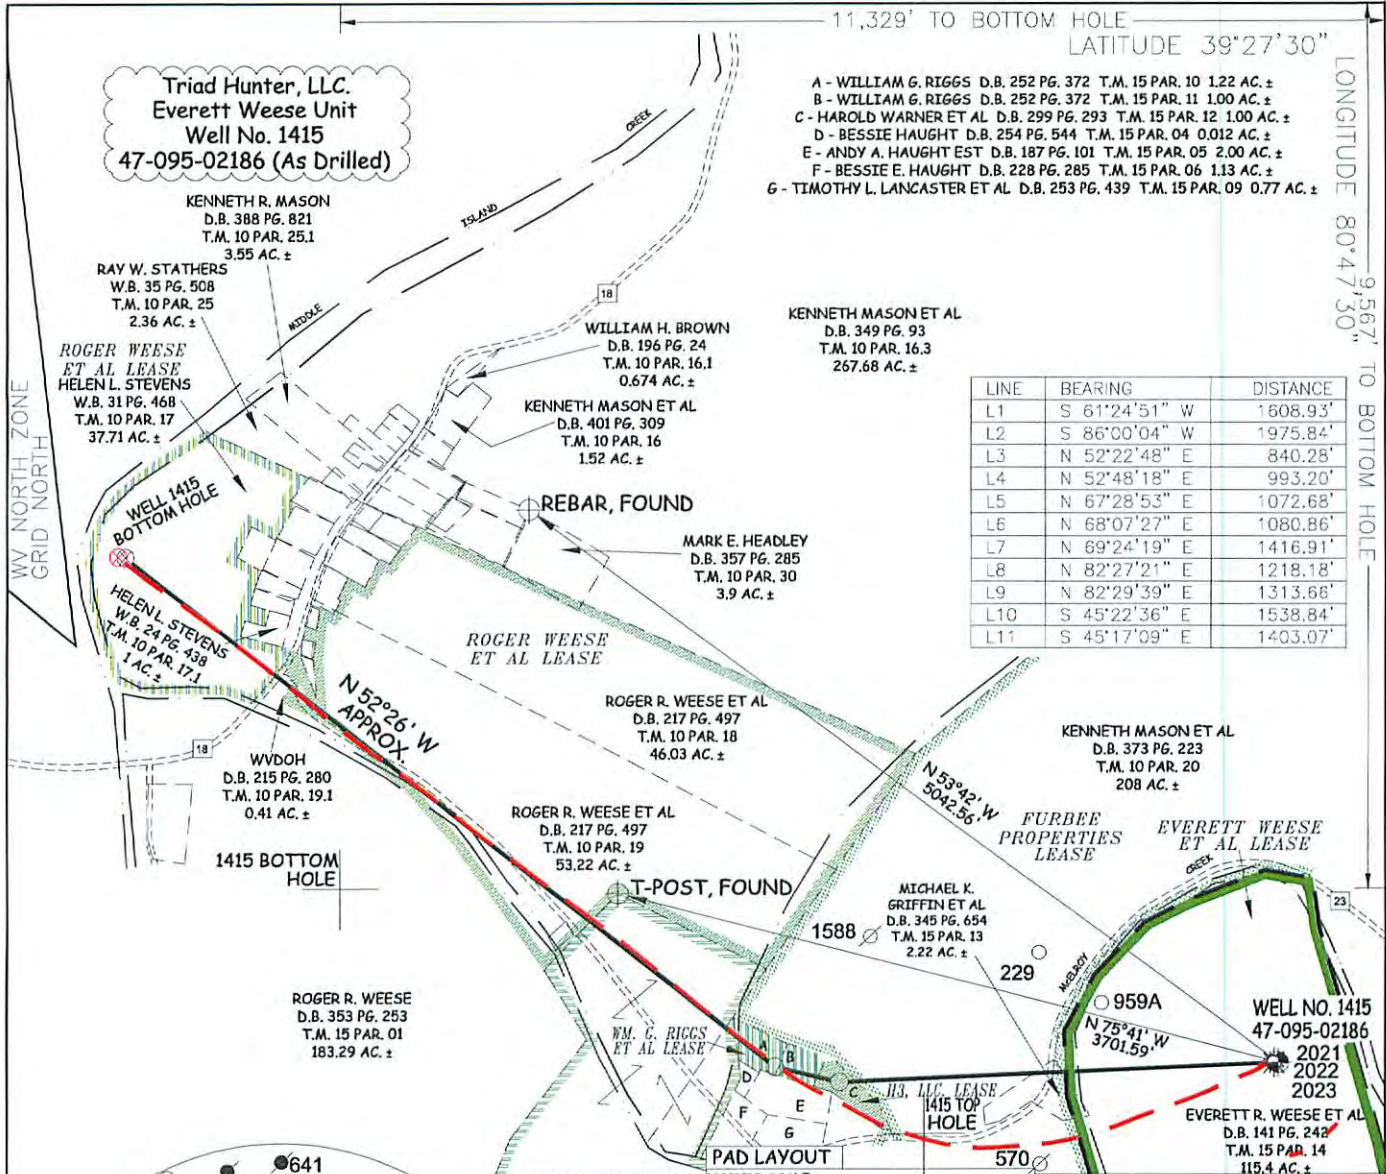 11,329' TO BOTTOM HOLE
LATITUDE 39°27'30"
LONGITUDE 80°47'30"
9,567' TO BOTTOM HOLE
Triad Hunter, LLC.
Everett Weese Unit
Well No. 1415
47-095-02186 (As Drilled)
A - WILLIAM G. RIGGS D.B. 252 PG. 372 T.M. 15 PAR. 10 1.22 AC. ±
B - WILLIAM G. RIGGS D.B. 252 PG. 372 T.M. 15 PAR. 11 1.00 AC. ±
C - HAROLD WARNER ET AL D.B. 299 PG. 293 T.M. 15 PAR. 12 1.00 AC. ±
D - BESSIE HAUGHT D.B. 254 PG. 544 T.M. 15 PAR. 04 0.012 AC. ±
E - ANDY A. HAUGHT EST D.B. 187 PG. 101 T.M. 15 PAR. 05 2.00 AC. ±
F - BESSIE E. HAUGHT D.B. 228 PG. 285 T.M. 15 PAR. 06 1.13 AC. ±
G - TIMOTHY L. LANCASTER ET AL D.B. 253 PG. 439 T.M. 15 PAR. 09 0.77 AC. ±
KENNETH R. MASON
D.B. 388 PG. 821
T.M. 10 PAR. 25.1
3.55 AC. ±
RAY W. STATHERS
W.B. 35 PG. 508
T.M. 10 PAR. 25
2.36 AC. ±
MIDDLE
ISLAND
CREEK
18
ROGER WEESE
ET AL LEASE
HELEN L. STEVENS
W.B. 31 PG. 468
T.M. 10 PAR. 17
37.71 AC. ±
WV NORTH ZONE
GRID NORTH
WILLIAM H. BROWN
D.B. 196 PG. 24
T.M. 10 PAR. 16.1
0.674 AC. ±
KENNETH MASON ET AL
D.B. 349 PG. 93
T.M. 10 PAR. 16.3
267.68 AC. ±
KENNETH MASON ET AL
D.B. 401 PG. 309
T.M. 10 PAR. 16
1.52 AC. ±
LINE BEARING DISTANCE
L1 S 61°24'51" W 1608.93'
L2 S 86°00'04" W 1975.84'
L3 N 52°22'48" E 840.28'
L4 N 52°48'18" E 993.20'
L5 N 67°28'53" E 1072.68'
L6 N 68°07'27" E 1080.86'
L7 N 69°24'19" E 1416.91'
L8 N 82°27'21" E 1218.18'
L9 N 82°29'39" E 1313.66'
L10 S 45°22'36" E 1538.84'
L11 S 45°17'09" E 1403.07'
WELL 1415
BOTTOM HOLE
REBAR, FOUND
MARK E. HEADLEY
D.B. 357 PG. 285
T.M. 10 PAR. 30
3.9 AC. ±
HELEN L. STEVENS
W.B. 24 PG. 438
T.M. 10 PAR. 17.1
1 AC. ±
ROGER WEESE
ET AL LEASE
N 52°26' W
APPROX.
ROGER R. WEESE ET AL
D.B. 217 PG. 497
T.M. 10 PAR. 18
46.03 AC. ±
KENNETH MASON ET AL
D.B. 373 PG. 223
T.M. 10 PAR. 20
208 AC. ±
18
WVDOH
D.B. 215 PG. 280
T.M. 10 PAR. 19.1
0.41 AC. ±
N 53°42' W
5042.56'
ROGER R. WEESE ET AL
D.B. 217 PG. 497
T.M. 10 PAR. 19
53.22 AC. ±
FURBEE
PROPERTIES
LEASE
EVERETT WEESE
ET AL LEASE
1415 BOTTOM
HOLE
T-POST, FOUND
MICHAEL K.
GRIFFIN ET AL
D.B. 345 PG. 654
T.M. 15 PAR. 13
2.22 AC. ±
McELROY
CREEK
23
1588
229
959A
N 75°41' W
3701.59'
WELL NO. 1415
47-095-02186
2021
2022
2023
ROGER R. WEESE
D.B. 353 PG. 253
T.M. 15 PAR. 01
183.29 AC. ±
WM. G. RIGGS
ET AL LEASE
A
B
C
D
E
F
G
H3, LLC. LEASE
1415 TOP
HOLE
EVERETT R. WEESE ET AL
D.B. 141 PG. 242
T.M. 15 PAR. 14
115.4 AC. ±
641
PAD LAYOUT
570